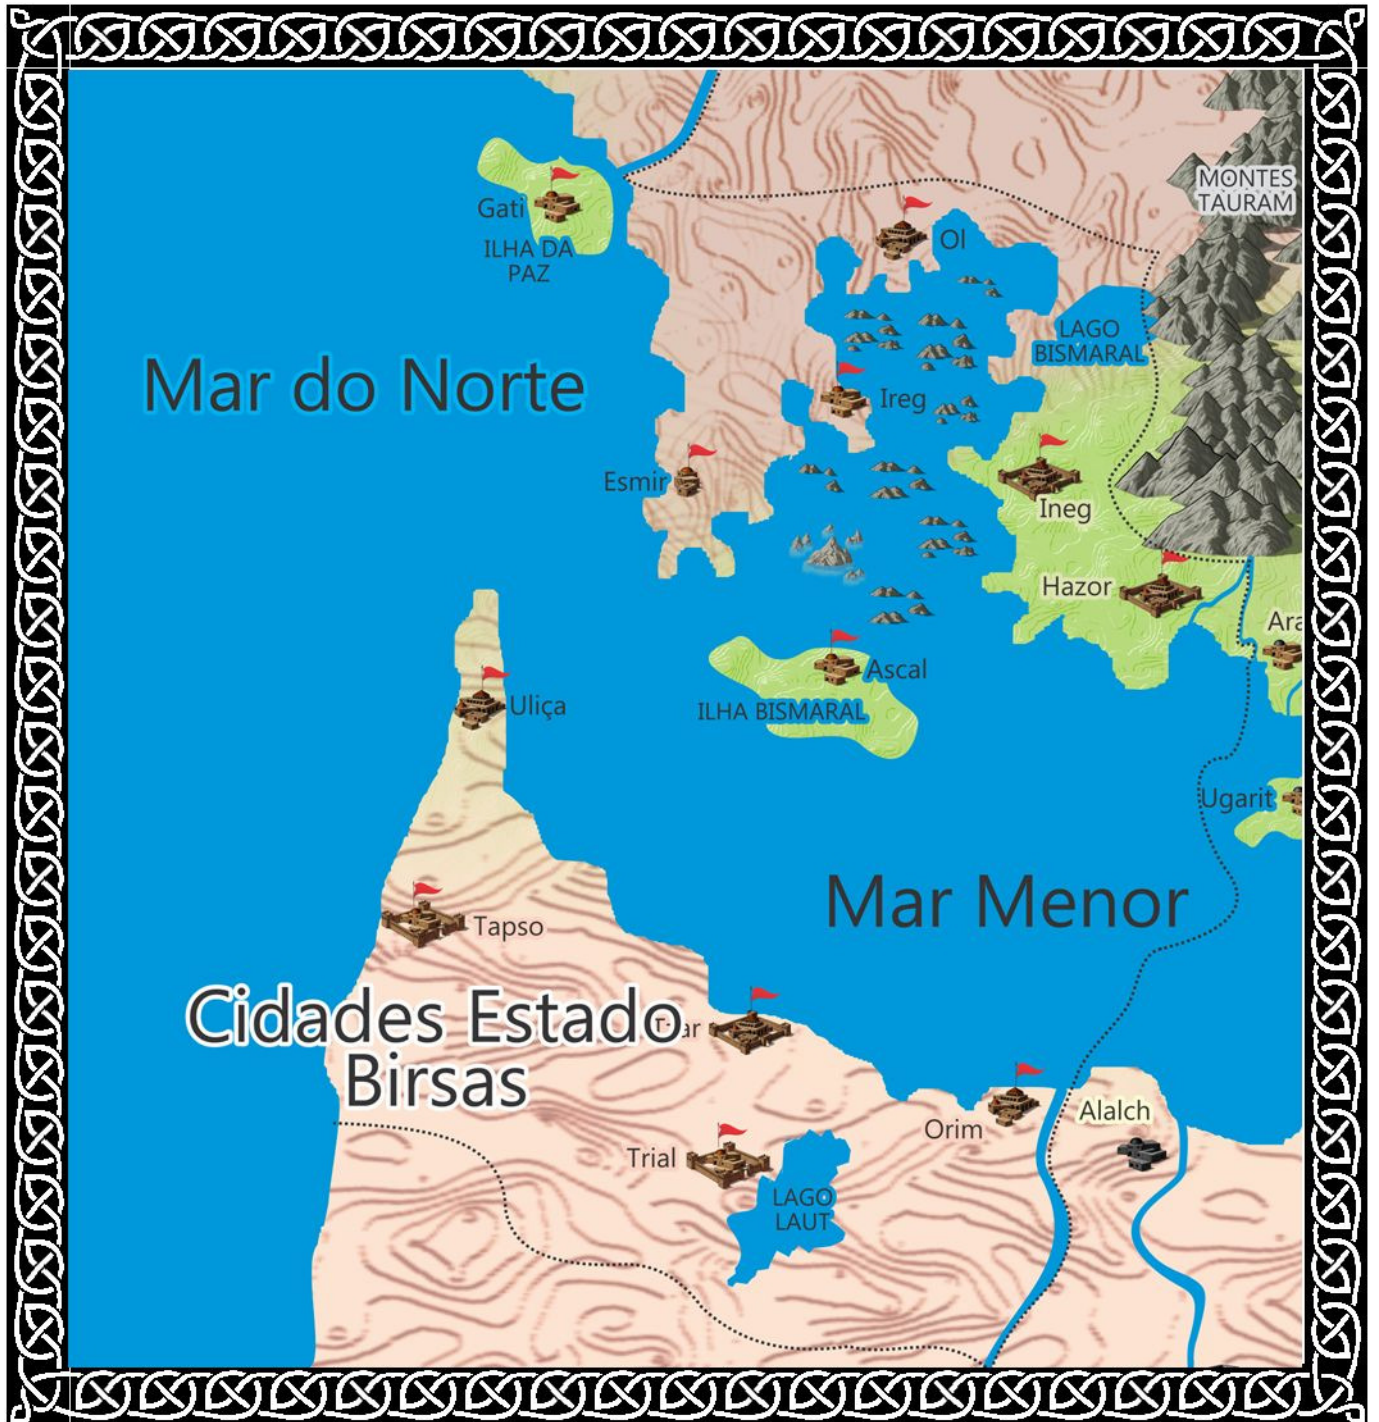 MONTES
TAURAM
Gati
ILHA DA
PAZ
Ol
LAGO
BISMARAL
Mar do Norte
Ireg
Esmir
Ineg
Hazor
Ascal
ILHA BISMARAL
Uliça
Ugarit
Mar Menor
Tapso
Cidades Estado
Birsas
Alalch
Orim
Trial
LAGO
LAUT